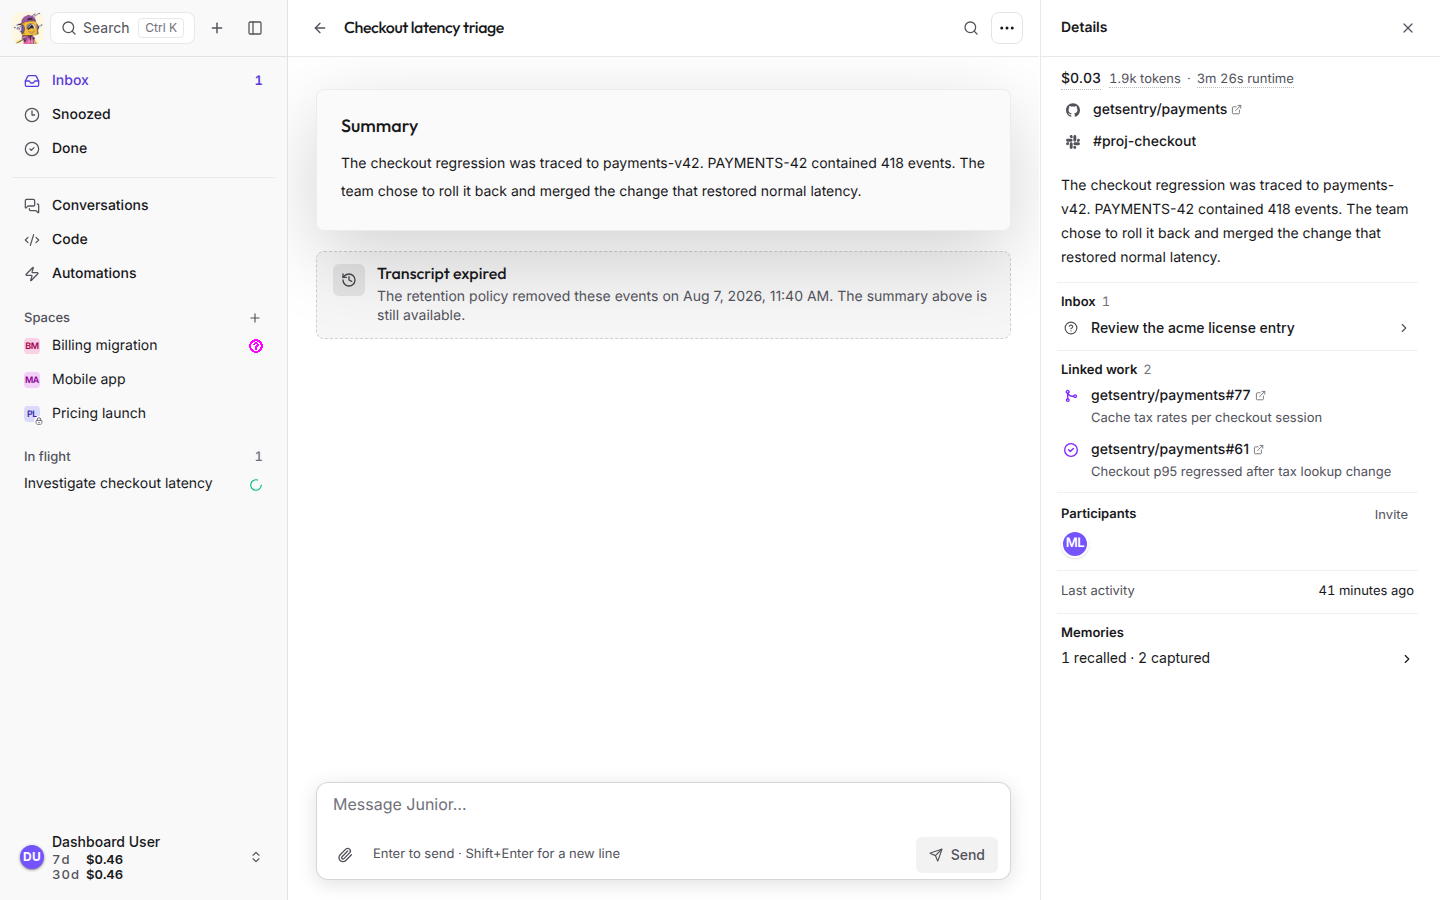 Search Ctrl K
Inbox 1
Snoozed
Done
Conversations
Code
Automations
Spaces
BM Billing migration
MA Mobile app
PL Pricing launch
In flight 1
Investigate checkout latency
DU Dashboard User
7d $0.46
30d $0.46
Checkout latency triage
Summary
The checkout regression was traced to payments-v42. PAYMENTS-42 contained 418 events. The
team chose to roll it back and merged the change that restored normal latency.
Transcript expired
The retention policy removed these events on Aug 7, 2026, 11:40 AM. The summary above is
still available.
Message Junior...
Enter to send · Shift+Enter for a new line
Send
Details
$0.03 1.9k tokens · 3m 26s runtime
getsentry/payments
#proj-checkout
The checkout regression was traced to payments-
v42. PAYMENTS-42 contained 418 events. The team
chose to roll it back and merged the change that
restored normal latency.
Inbox 1
Review the acme license entry
Linked work 2
getsentry/payments#77
Cache tax rates per checkout session
getsentry/payments#61
Checkout p95 regressed after tax lookup change
Participants Invite
ML
Last activity 41 minutes ago
Memories
1 recalled · 2 captured